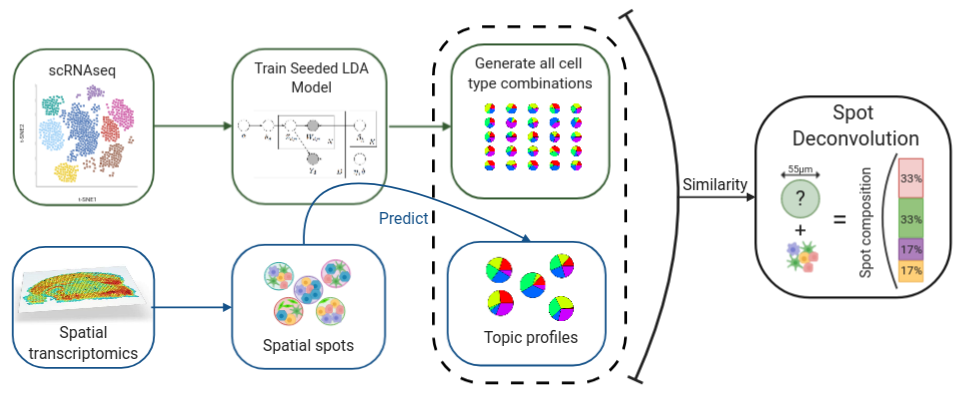 scRNAseq
t-SNE2
t-SNE1
Train Seeded LDA
Model
Generate all cell
type combinations
Predict
Spatial
transcriptomics
Spatial spots
Topic profiles
Similarity
Spot
Deconvolution
55µm
?
+
=
Spot composition
33%
33%
17%
17%